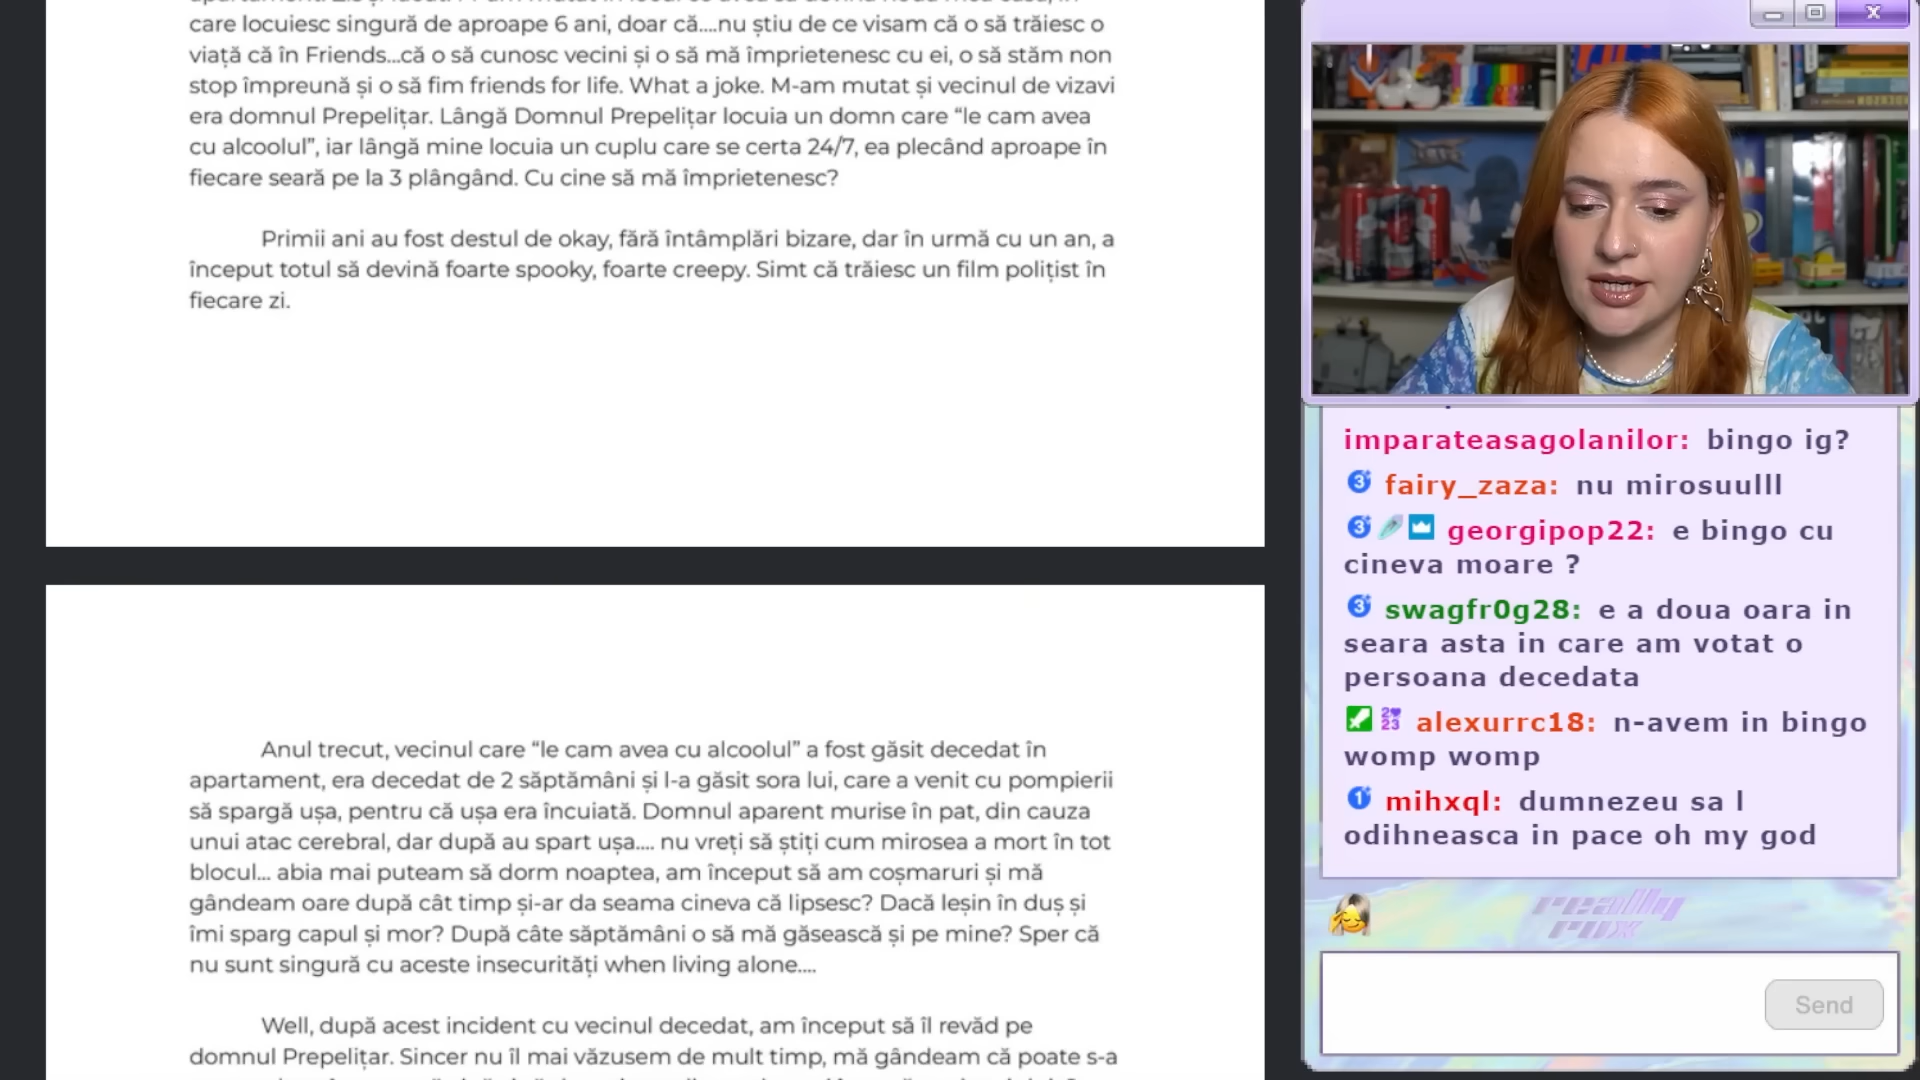 care locuiesc singură de aproape 6 ani, doar că....nu știu de ce visam că o să trăiesc o
viață că în Friends...că o să cunosc vecini și o să mă împrietenesc cu ei, o să stăm non
stop împreună și o să fim friends for life. What a joke. M-am mutat și vecinul de vizavi
era domnul Prepelițar. Lângă Domnul Prepelițar locuia un domn care “le cam avea
cu alcoolul”, iar lângă mine locuia un cuplu care se certa 24/7, ea plecând aproape în
fiecare seară pe la 3 plângând. Cu cine să mă împrietenesc?
Primii ani au fost destul de okay, fără întâmplări bizare, dar în urmă cu un an, a
început totul să devină foarte spooky, foarte creepy. Simt că trăiesc un film polițist în
fiecare zi.
Anul trecut, vecinul care “le cam avea cu alcoolul” a fost găsit decedat în
apartament, era decedat de 2 săptămâni și l-a găsit sora lui, care a venit cu pompierii
să spargă ușa, pentru că ușa era încuiată. Domnul aparent murise în pat, din cauza
unui atac cerebral, dar după au spart ușa.... nu vreți să știți cum mirosea a mort în tot
blocul... abia mai puteam să dorm noaptea, am început să am coșmaruri și mă
gândeam oare după cât timp și-ar da seama cineva că lipsesc? Dacă leșin în duș și
îmi sparg capul și mor? După câte săptămâni o să mă găsească și pe mine? Sper că
nu sunt singură cu aceste insecurități when living alone....
Well, după acest incident cu vecinul decedat, am început să îl revăd pe
domnul Prepelițar. Sincer nu îl mai văzusem de mult timp, mă gândeam că poate s-a
imparateasagolanilor: bingo ig?
3 fairy_zaza: nu mirosuulll
3 georgipop22: e bingo cu
cineva moare ?
3 swagfr0g28: e a doua oara in
seara asta in care am votat o
persoana decedata
2 23 alexurrc18: n-avem in bingo
womp womp
1 mihxql: dumnezeu sa l
odihneasca in pace oh my god
really
rux
Send